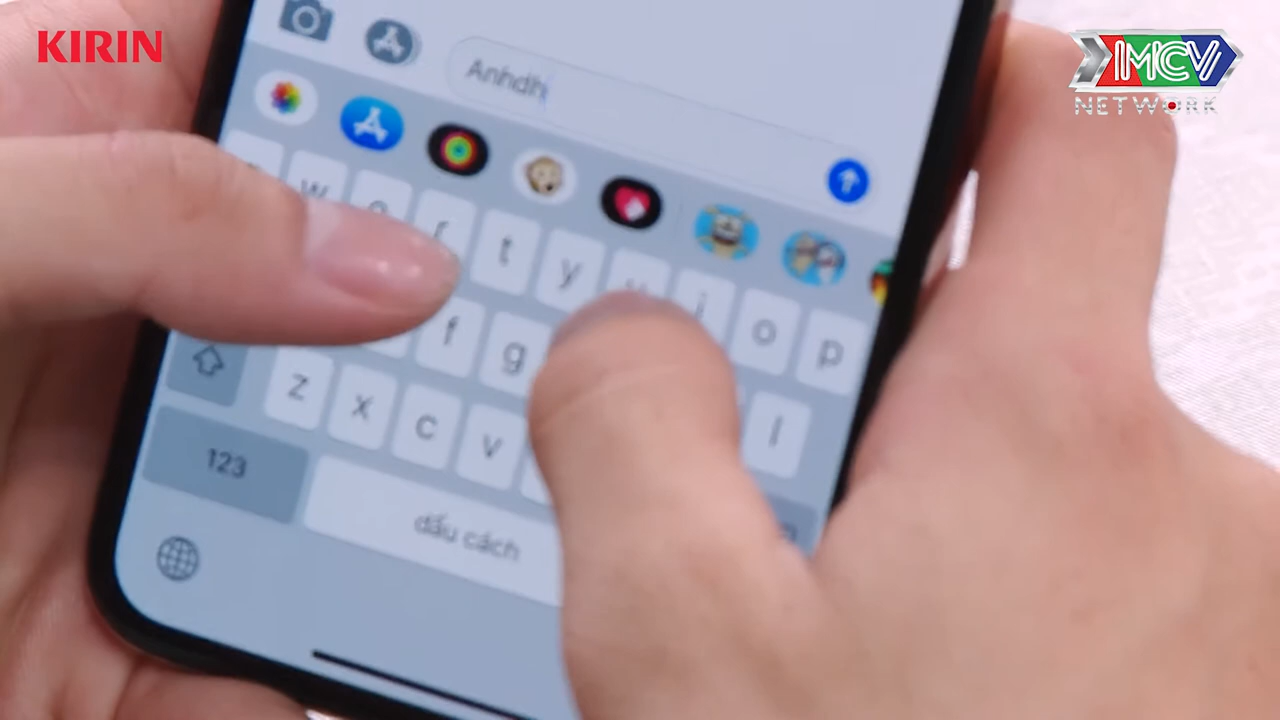 KIRIN
MCV
NETWORK
Anhdh
w
r t y i o p
f g l
z x c v
123
dấu cách